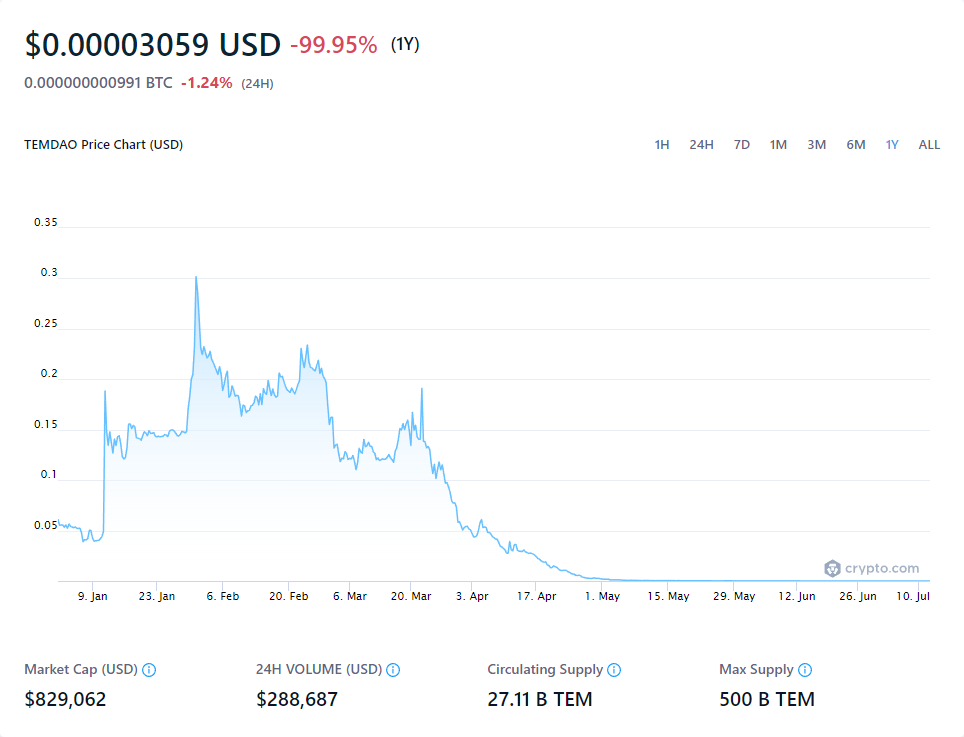 $0.00003059 USD -99.95% (1Y)
0.000000000991 BTC -1.24% (24H)
TEMDAO Price Chart (USD) 1H 24H 7D 1M 3M 6M 1Y ALL
0.35
0.3
0.25
0.2
0.15
0.1
0.05
crypto.com
9. Jan 23. Jan 6. Feb 20. Feb 6. Mar 20. Mar 3. Apr 17. Apr 1. May 15. May 29. May 12. Jun 26. Jun 10. Jul
Market Cap (USD) 24H VOLUME (USD) Circulating Supply Max Supply
$829,062 $288,687 27.11 B TEM 500 B TEM